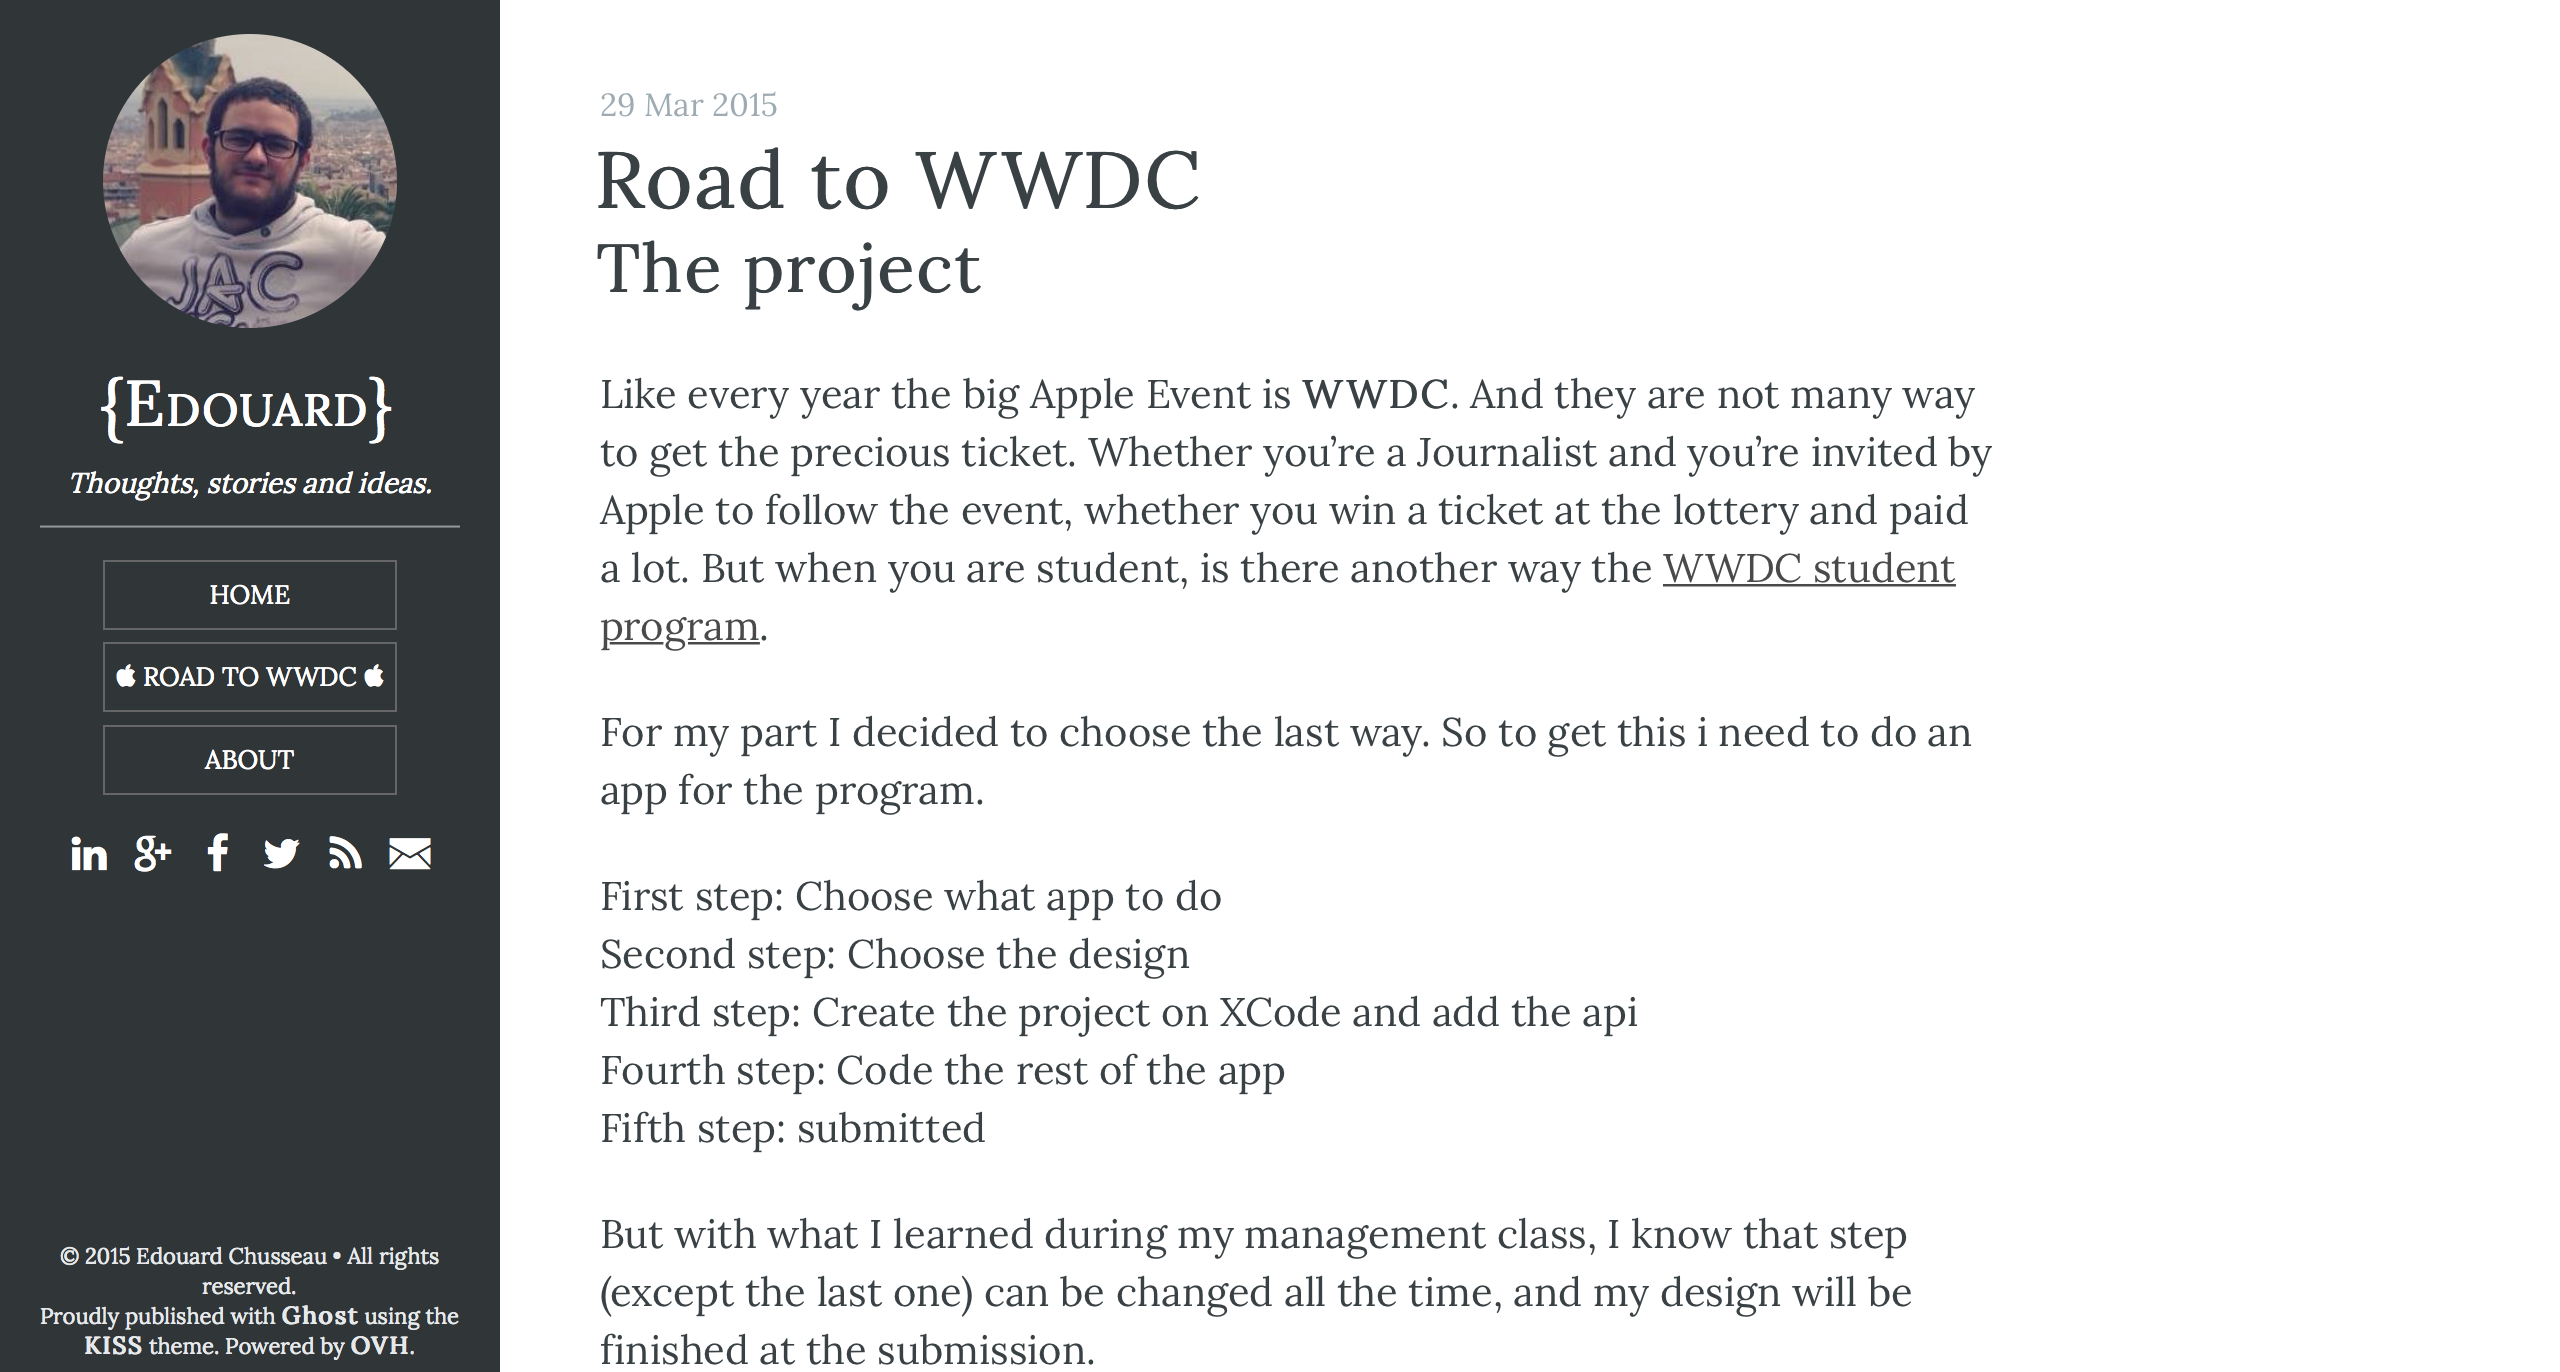 JAC
{EDOUARD}
Thoughts, stories and ideas.
HOME
ROAD TO WWDC
ABOUT
in g+ f
© 2015 Edouard Chusseau • All rights
reserved.
Proudly published with Ghost using the
KISS theme. Powered by OVH.
29 Mar 2015
Road to WWDC
The project
Like every year the big Apple Event is WWDC. And they are not many way
to get the precious ticket. Whether you’re a Journalist and you’re invited by
Apple to follow the event, whether you win a ticket at the lottery and paid
a lot. But when you are student, is there another way the WWDC student
program.
For my part I decided to choose the last way. So to get this i need to do an
app for the program.
First step: Choose what app to do
Second step: Choose the design
Third step: Create the project on XCode and add the api
Fourth step: Code the rest of the app
Fifth step: submitted
But with what I learned during my management class, I know that step
(except the last one) can be changed all the time, and my design will be
finished at the submission.